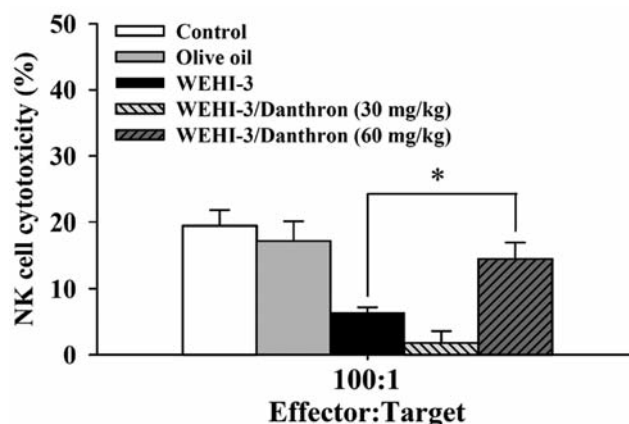 50
40
30
20
10
0
NK cell cytotoxicity (%)
Control
Olive oil
WEHI-3
WEHI-3/Danthron (30 mg/kg)
WEHI-3/Danthron (60 mg/kg)
*
100:1
Effector:Target